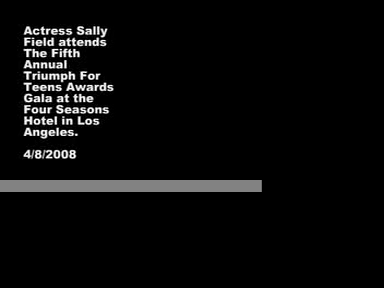 Actress Sally
Field attends
The Fifth
Annual
Triumph For
Teens Awards
Gala at the
Four Seasons
Hotel in Los
Angeles.
4/8/2008